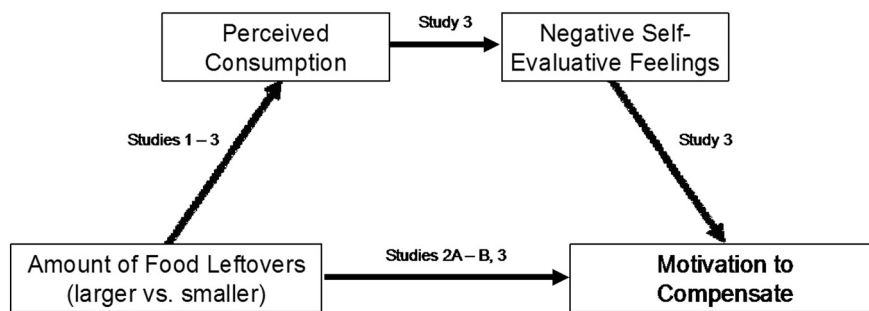 Perceived
Consumption
Study 3
Negative Self-
Evaluative Feelings
Studies 1 – 3
Study 3
Amount of Food Leftovers
(larger vs. smaller)
Studies 2A – B, 3
Motivation to
Compensate